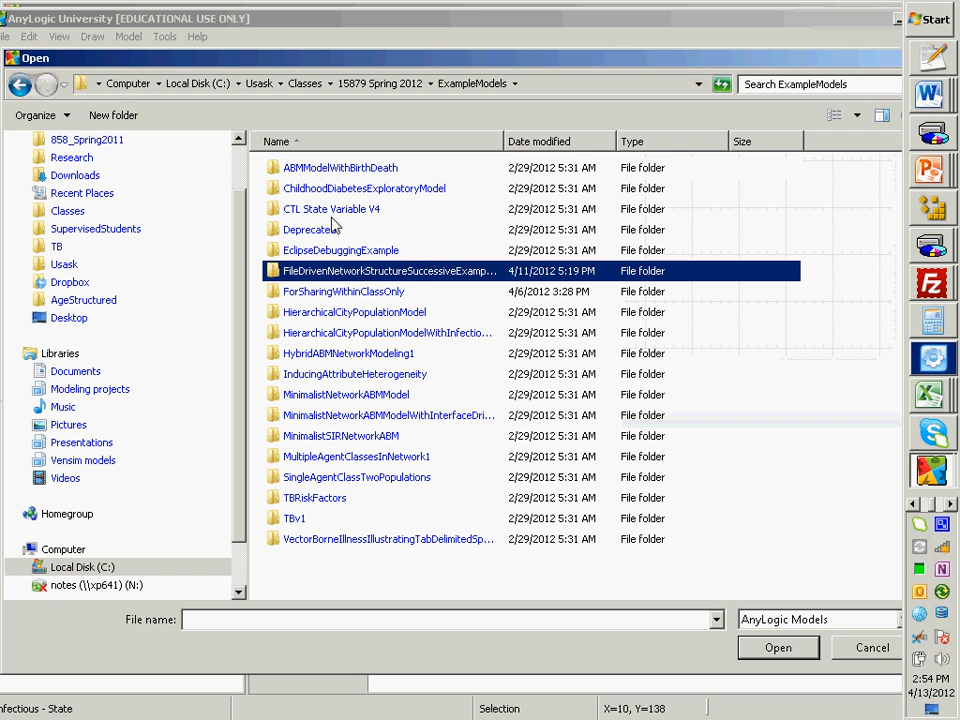 AnyLogic University [EDUCATIONAL USE ONLY]
Start
Edit View Draw Model Tools Help
Open
Computer Local Disk (C:) Usask Classes 15879 Spring 2012 ExampleModels
Search ExampleModels
Organize New folder
Name Date modified Type Size
858_Spring2011
Research
Downloads
Recent Places
Classes
SupervisedStudents
TB
Usask
Dropbox
AgeStructured
Desktop
Libraries
Documents
Modeling projects
Music
Pictures
Presentations
Vensim models
Videos
Homegroup
Computer
Local Disk (C:)
notes (\\xp641) (N:)
ABMModelWithBirthDeath 2/29/2012 5:31 AM File folder
ChildhoodDiabetesExploratoryModel 2/29/2012 5:31 AM File folder
CTL State Variable V4 2/29/2012 5:31 AM File folder
Deprecated 2/29/2012 5:31 AM File folder
EclipseDebuggingExample 2/29/2012 5:31 AM File folder
FileDrivenNetworkStructureSuccessiveExamp... 4/11/2012 5:19 PM File folder
ForSharingWithinClassOnly 4/6/2012 3:28 PM File folder
HierarchicalCityPopulationModel 2/29/2012 5:31 AM File folder
HierarchicalCityPopulationModelWithInfectio... 2/29/2012 5:31 AM File folder
HybridABMNetworkModeling1 2/29/2012 5:31 AM File folder
InducingAttributeHeterogeneity 2/29/2012 5:31 AM File folder
MinimalistNetworkABMModel 2/29/2012 5:31 AM File folder
MinimalistNetworkABMModelWithInterfaceDri... 2/29/2012 5:31 AM File folder
MinimalistSIRNetworkABM 2/29/2012 5:31 AM File folder
MultipleAgentClassesInNetwork1 2/29/2012 5:31 AM File folder
SingleAgentClassTwoPopulations 2/29/2012 5:31 AM File folder
TBRiskFactors 2/29/2012 5:31 AM File folder
TBv1 2/29/2012 5:31 AM File folder
VectorBorneIllnessIllustratingTabDelimitedSp... 2/29/2012 5:31 AM File folder
File name: AnyLogic Models
Open Cancel
2:54 PM
4/13/2012
nfectious - State Selection X=10, Y=138